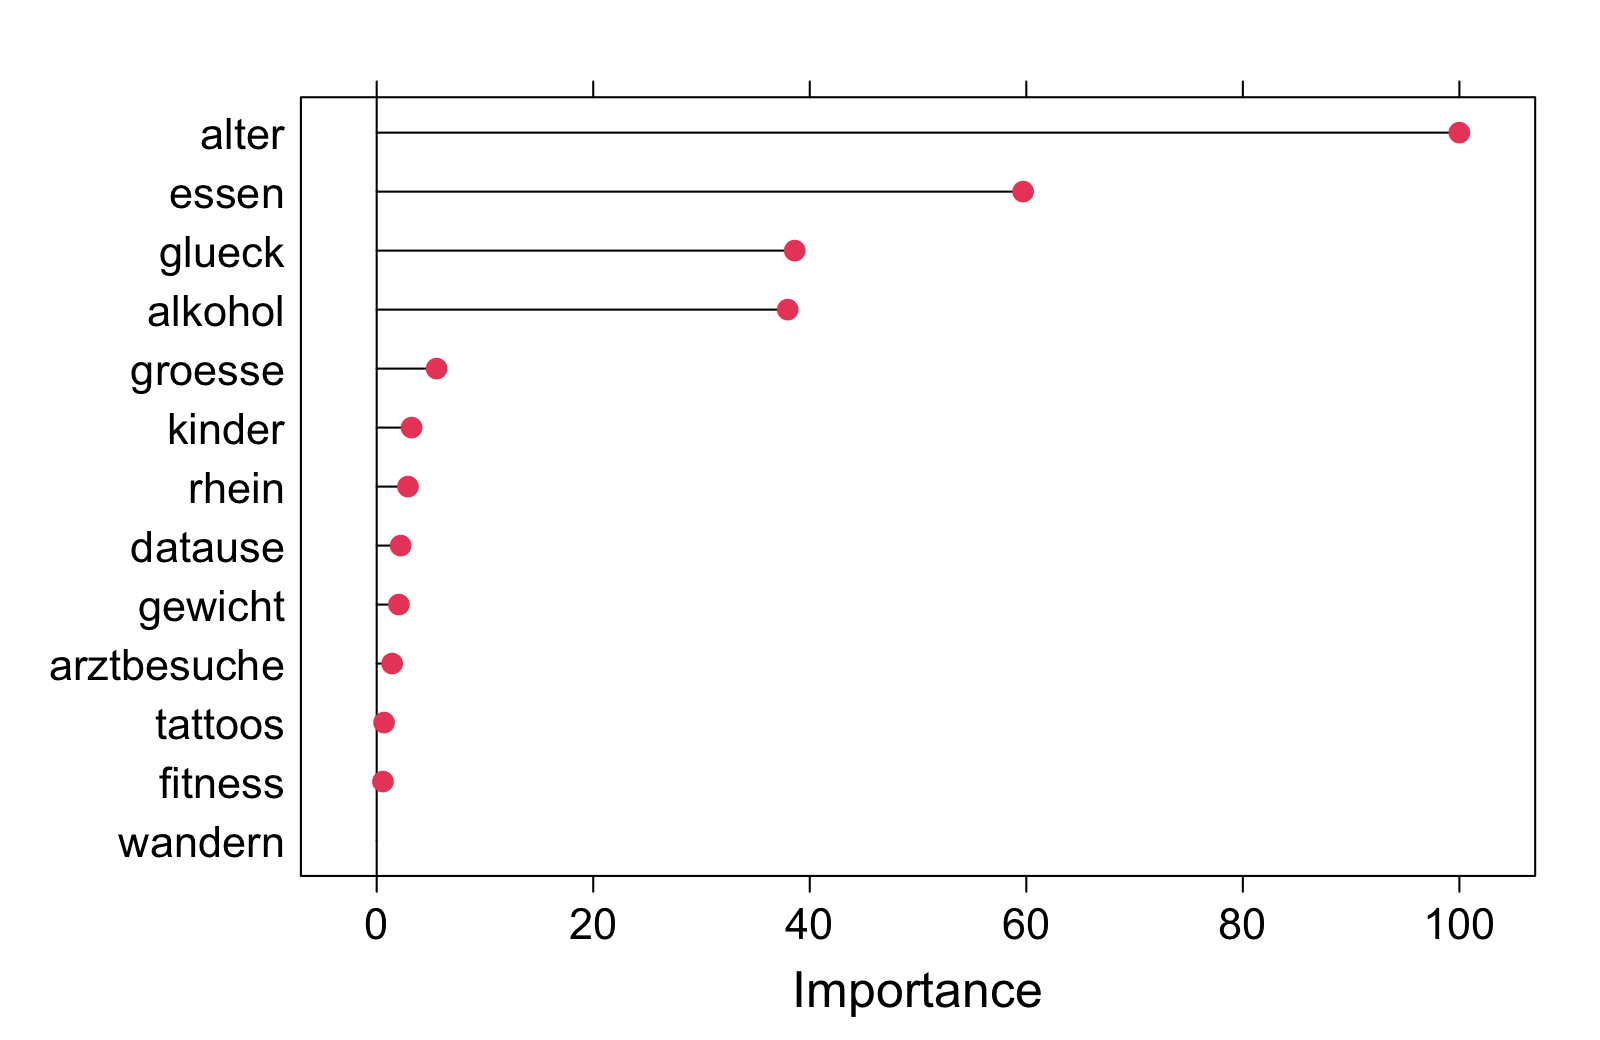 alter
essen
glueck
alkohol
groesse
kinder
rhein
datause
gewicht
arztbesuche
tattoos
fitness
wandern
0 20 40 60 80 100
Importance